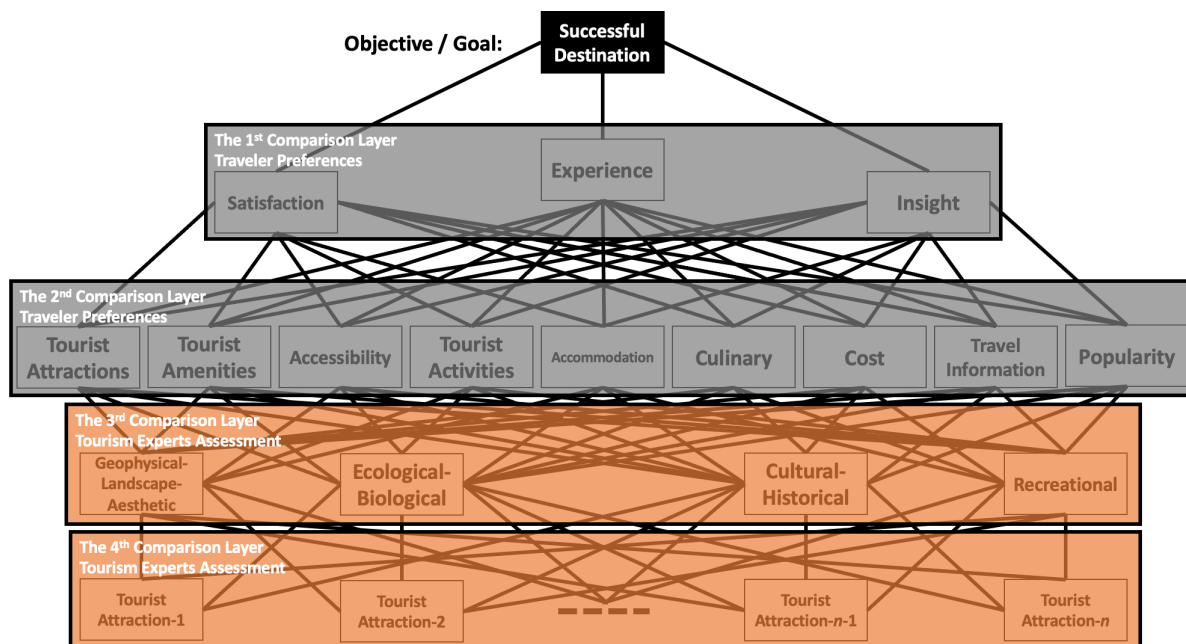 Successful
Destination
Objective / Goal:
The 1st Comparison Layer
Traveler Preferences
Experience
Satisfaction
Insight
The 2nd Comparison Layer
Traveler Preferences
Tourist
Attractions
Tourist
Amenities
Accessibility
Tourist
Activities
Accommodation
Culinary
Cost
Travel
Information
Popularity
The 3rd Comparison Layer
Tourism Experts Assessment
Geophysical-
Landscape-
Aesthetic
Ecological-
Biological
Cultural-
Historical
Recreational
The 4th Comparison Layer
Tourism Experts Assessment
Tourist
Attraction-1
Tourist
Attraction-2
Tourist
Attraction-n-1
Tourist
Attraction-n